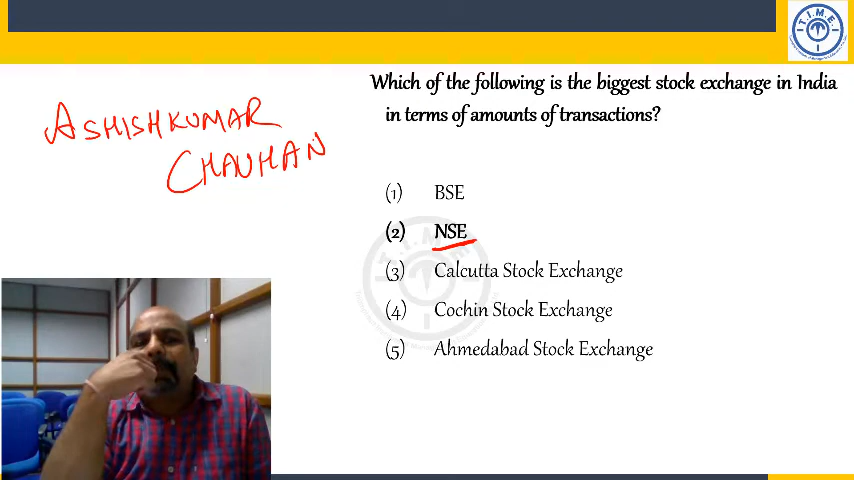 T.I.M.E.
Which of the following is the biggest stock exchange in India
in terms of amounts of transactions?
ASHISHKUMAR
CHAUHAN
(1) BSE
(2) NSE
(3) Calcutta Stock Exchange
(4) Cochin Stock Exchange
(5) Ahmedabad Stock Exchange